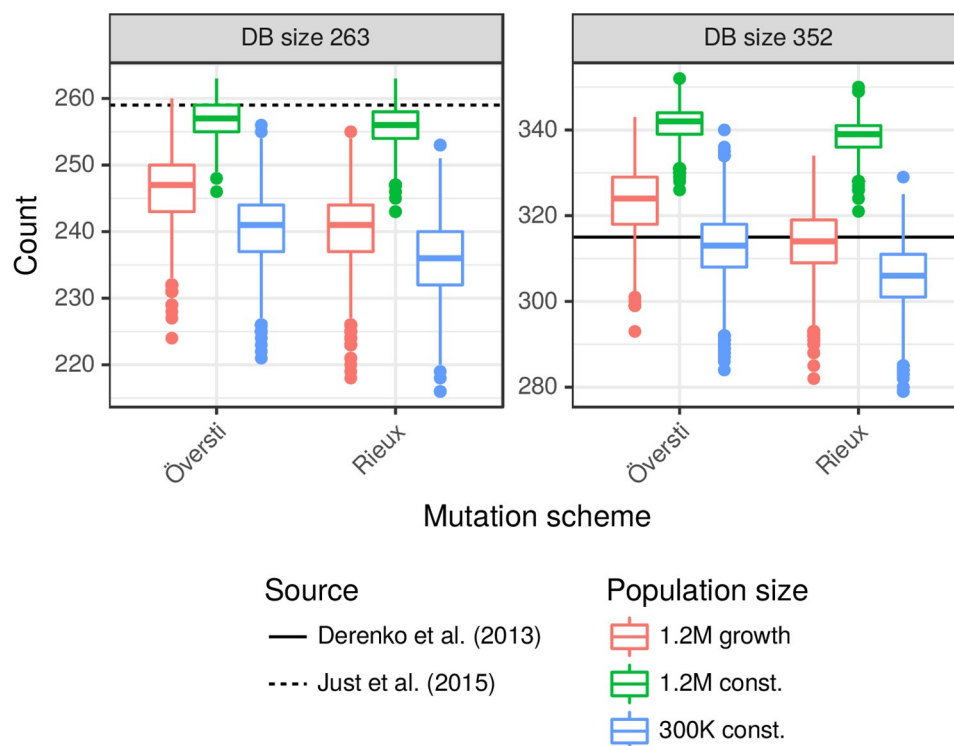 DB size 263
DB size 352
Count
260
250
240
230
220
340
320
300
280
Översti
Rieux
Översti
Rieux
Mutation scheme
Source
Derenko et al. (2013)
Just et al. (2015)
Population size
1.2M growth
1.2M const.
300K const.